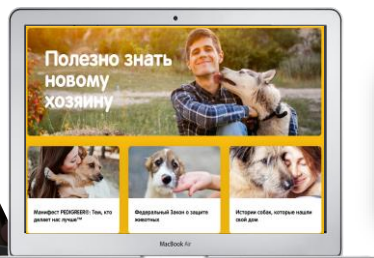 Полезно знать
новому
хозяину
Манифест PEDIGREE®: Тем, кто
делает нас лучше™
Федеральный Закон о защите
животных
Истории собак, которые нашли
свой дом
MacBook Air